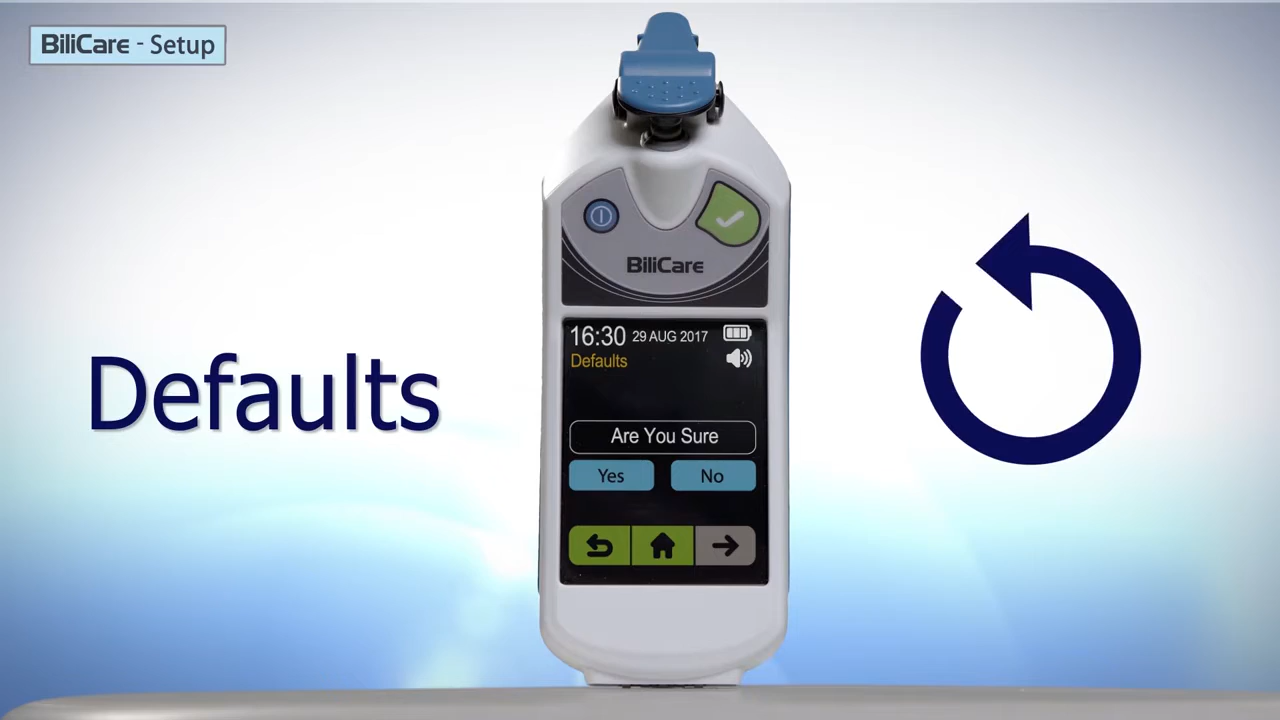 BiliCare - Setup
BiliCare
16:30 29 AUG 2017
Defaults
Are You Sure
Yes No
Defaults